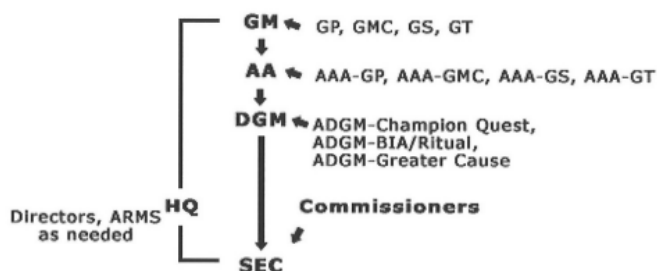 GM GP, GMC, GS, GT
AA AAA-GP, AAA-GMC, AAA-GS, AAA-GT
DGM ADGM-Champion Quest,
ADGM-BIA/Ritual,
ADGM-Greater Cause
Directors, ARMS HQ
as needed
Commissioners
SEC